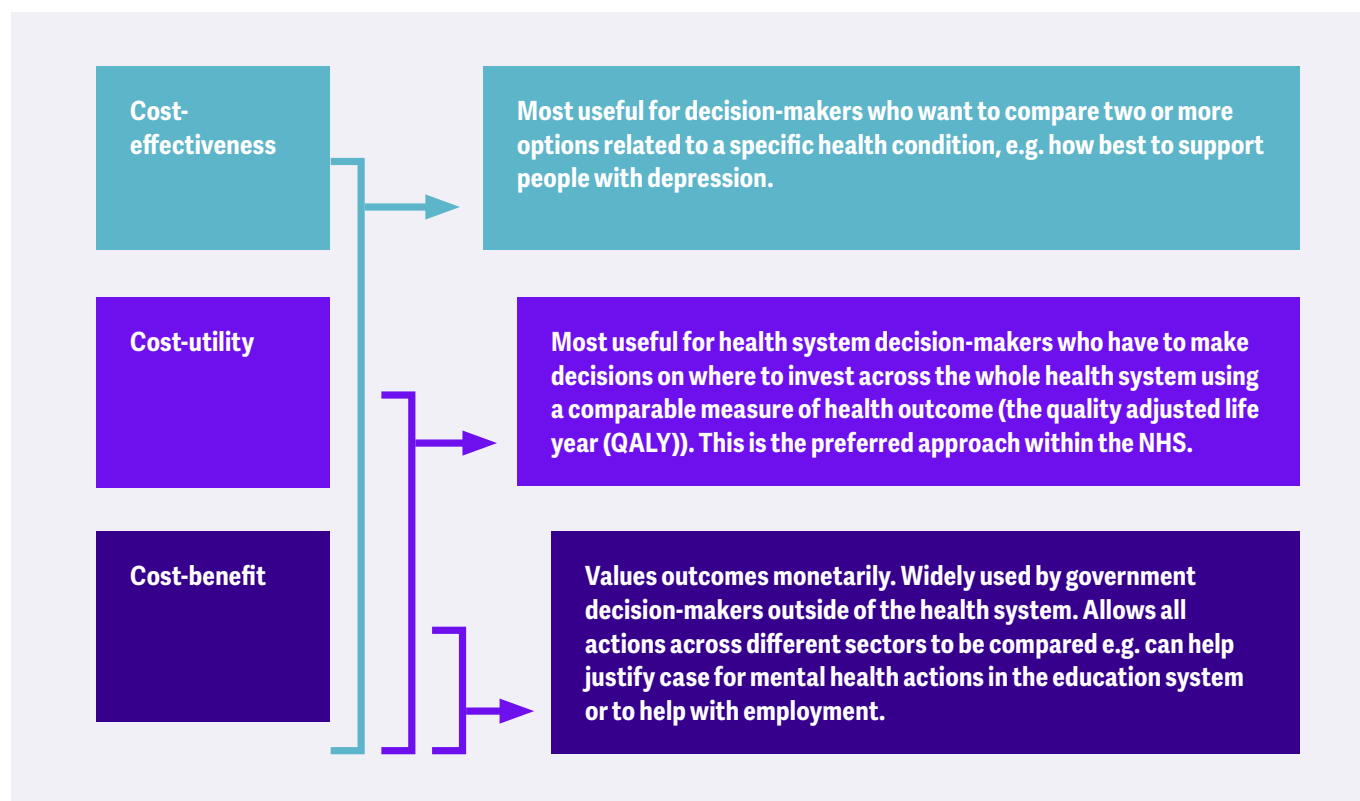 Cost-
effectiveness
Most useful for decision-makers who want to compare two or more
options related to a specific health condition, e.g. how best to support
people with depression.
Cost-utility
Most useful for health system decision-makers who have to make
decisions on where to invest across the whole health system using
a comparable measure of health outcome (the quality adjusted life
year (QALY)). This is the preferred approach within the NHS.
Cost-benefit
Values outcomes monetarily. Widely used by government
decision-makers outside of the health system. Allows all
actions across different sectors to be compared e.g. can help
justify case for mental health actions in the education system
or to help with employment.